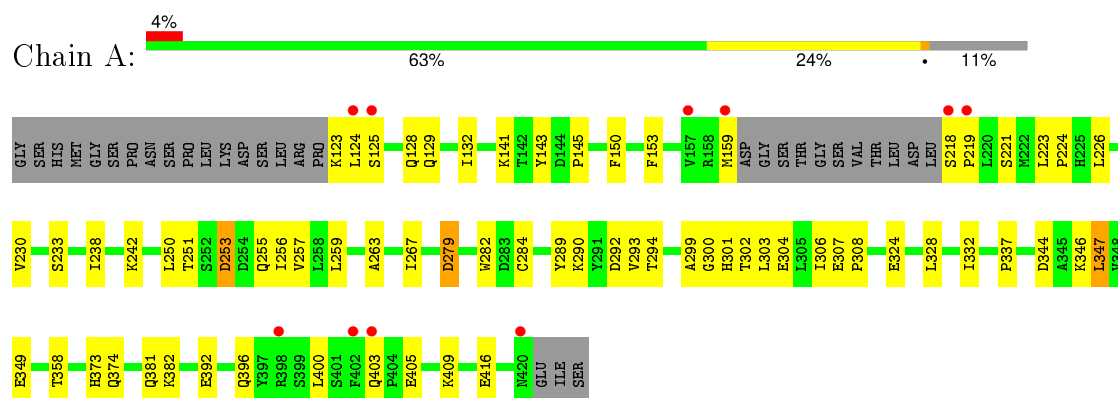 4%
Chain A:
63% 24% • 11%
GLY SER HIS MET GLY SER PRO ASN SER PRO LEU LYS ASP SER LEU ARG PRO K123 L124 S125 Q128 Q129 I132 K141 T142 Y143 D144 P145 F150 F153 V157 R158 M159 ASP GLY SER THR GLY SER VAL THR LEU ASP LEU S218 P219 L220 S221 M222 L223 P224 H225 L226
V230 S233 I238 K242 L250 T251 S252 D253 D254 Q255 I256 V257 L258 L259 A263 I267 D279 W282 D283 C284 Y289 K290 Y291 D292 V293 T294 A299 G300 H301 T302 L303 E304 L305 I306 E307 P308 E324 L328 I332 P337 D344 A345 K346 L347 V348
E349 T358 H373 Q374 Q381 K382 E392 Q396 Y397 R398 S399 L400 S401 F402 Q403 P404 E405 K409 E416 N420 GLU ILE SER